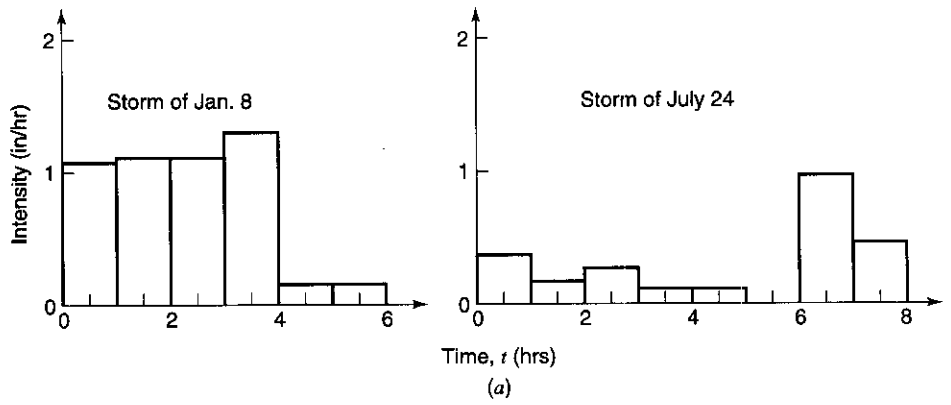 2
2
Storm of Jan. 8
Storm of July 24
Intensity (in/hr)
1
1
0
0
0 2 4 6
0 2 4 6 8
Time, t (hrs)
(a)